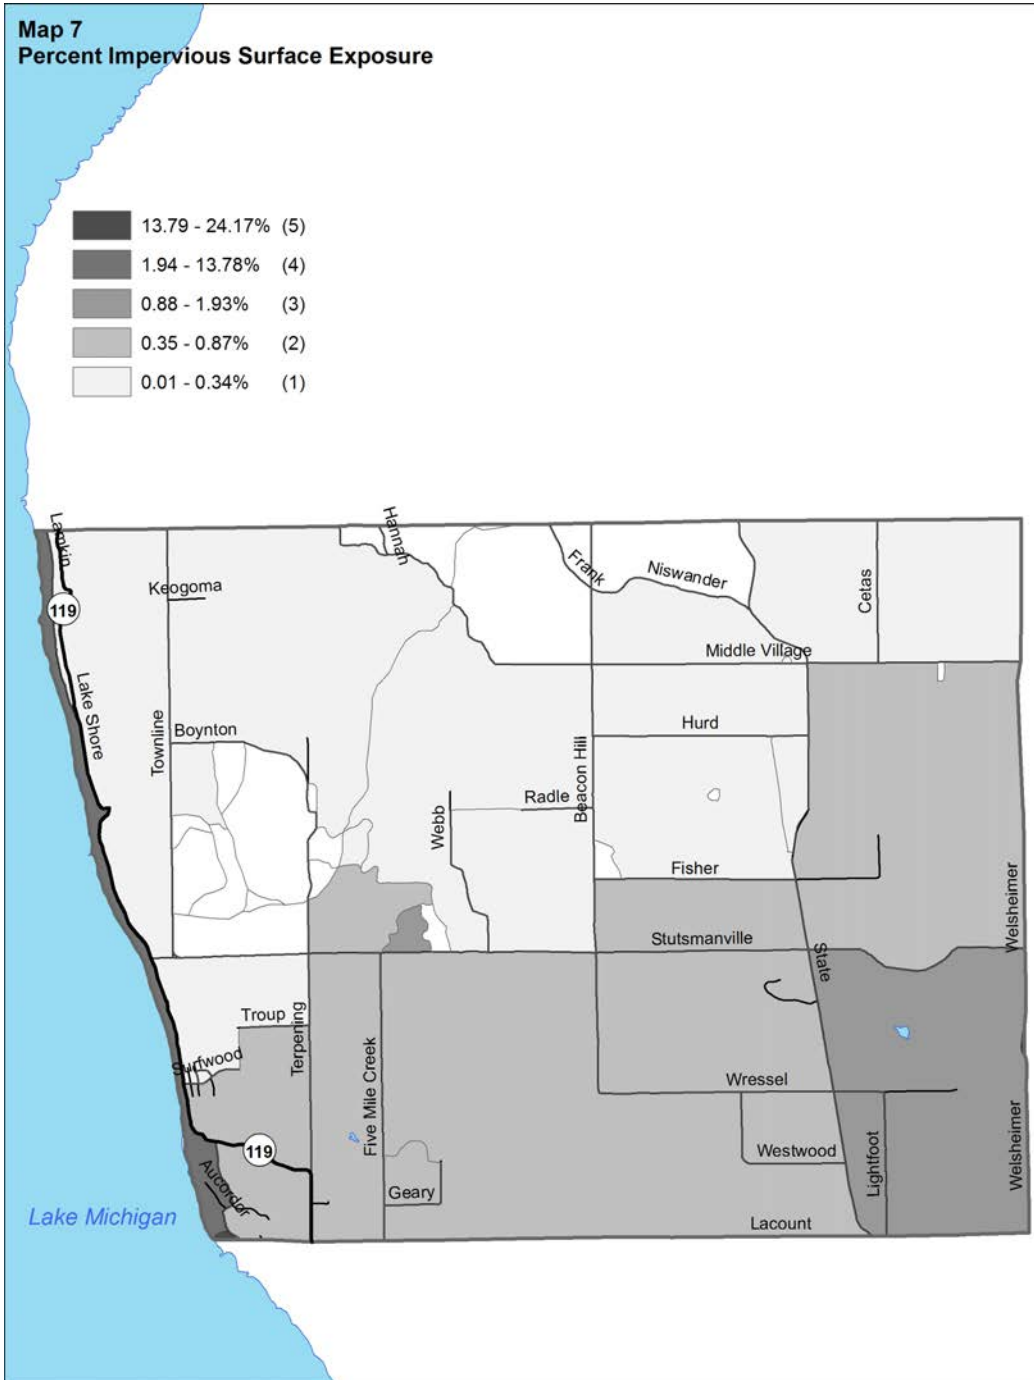 Map 7
Percent Impervious Surface Exposure
13.79 - 24.17% (5)
1.94 - 13.78% (4)
0.88 - 1.93% (3)
0.35 - 0.87% (2)
0.01 - 0.34% (1)
Lamkin
Hannah
Frank
Niswander
Cetas
Keogoma
119
Middle Village
Lake Shore
Townline
Boynton
Hurd
Beacon Hill
Radle
Webb
Fisher
Welsheimer
Stutsmanville
State
Troup
Terpening
Surfwood
Five Mile Creek
Wressel
119
Westwood
Lightfoot
Welsheimer
Aucordor
Geary
Lake Michigan
Lacount